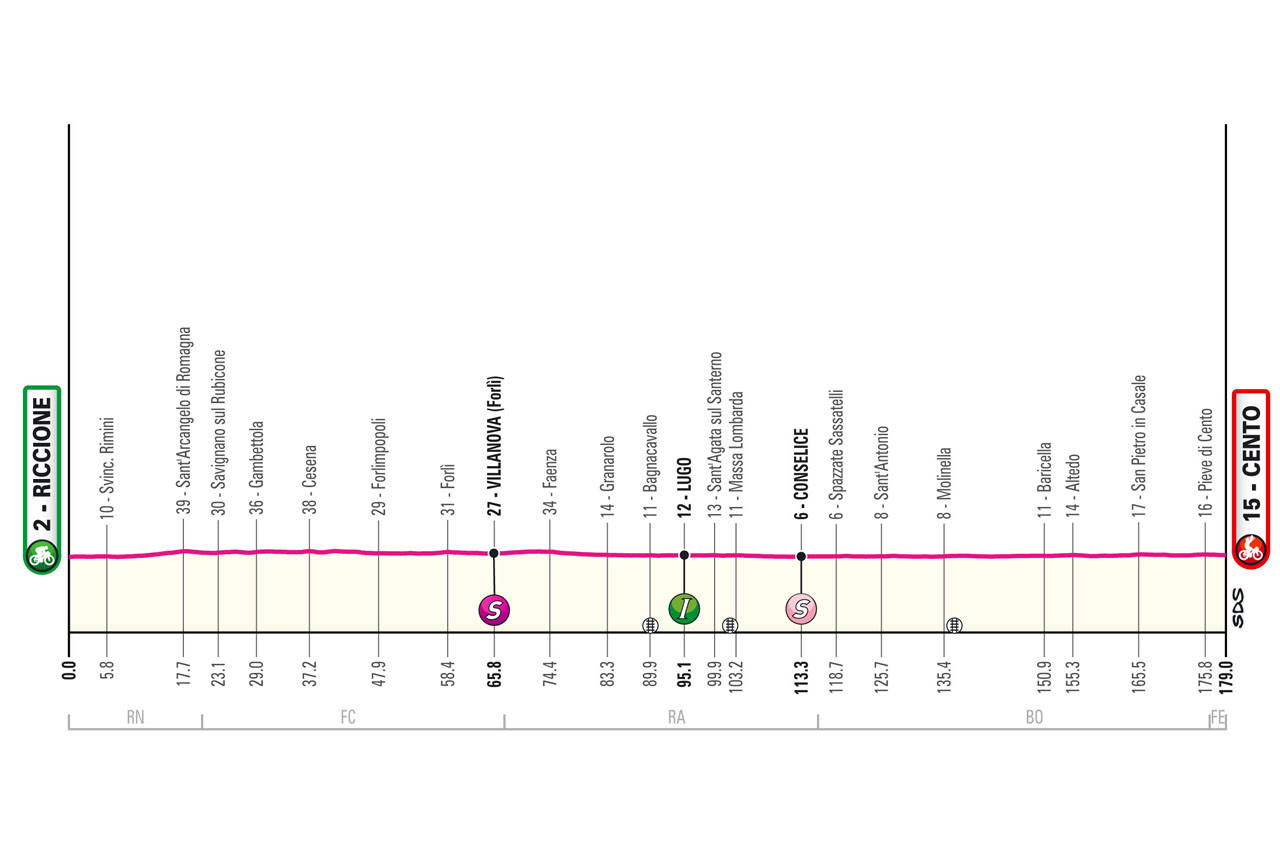 2 - RICCIONE
10 - Svinc. Rimini
39 - Sant'Arcangelo di Romagna
30 - Savignano sul Rubicone
36 - Gambettola
38 - Cesena
29 - Forlimpopoli
31 - Forlì
27 - VILLANOVA (Forlì)
34 - Faenza
14 - Granarolo
11 - Bagnacavallo
12 - LUGO
13 - Sant'Agata sul Santerno
11 - Massa Lombarda
6 - CONSELICE
6 - Spazzate Sassatelli
8 - Sant'Antonio
8 - Molinella
11 - Baricella
14 - Altedo
17 - San Pietro in Casale
16 - Pieve di Cento
15 - CENTO
S
I
S
SDS
0.0
5.8
17.7
23.1
29.0
37.2
47.9
58.4
65.8
74.4
83.3
89.9
95.1
99.9
103.2
113.3
118.7
125.7
135.4
150.9
155.3
165.5
175.8
179.0
RN
FC
RA
BO
FE